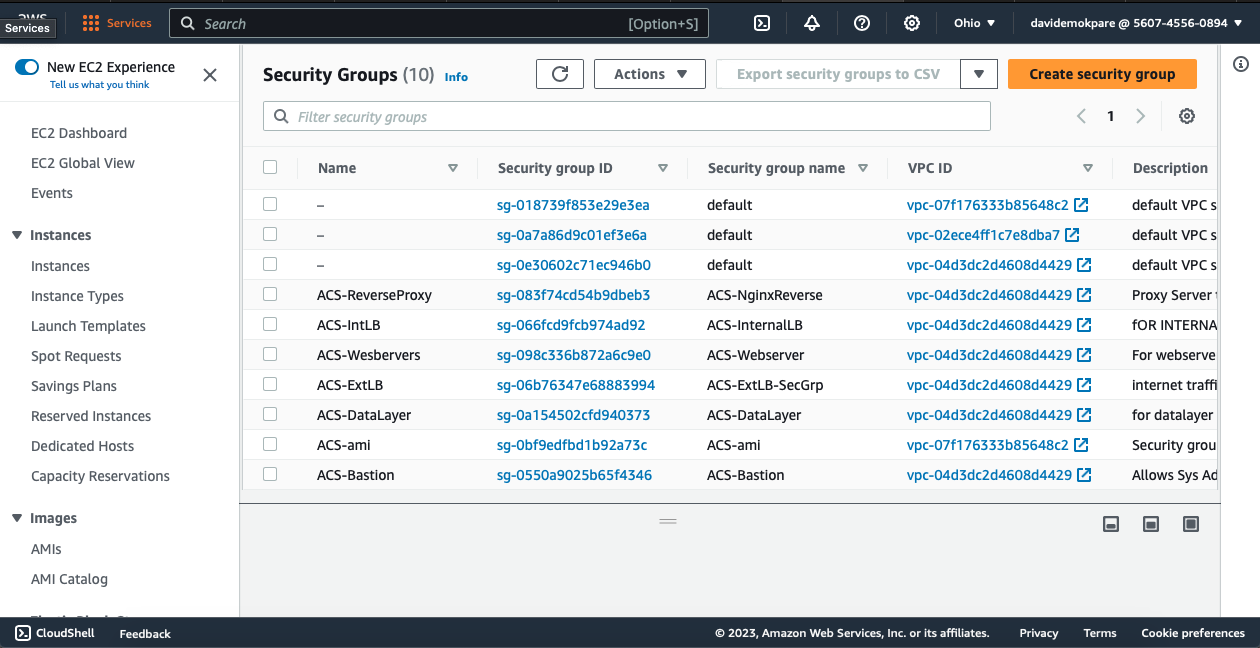 aws
Services
Services
Search
[Option+S]
Ohio
davidemokpare @ 5607-4556-0894
New EC2 Experience
Tell us what you think
EC2 Dashboard
EC2 Global View
Events
Instances
Instances
Instance Types
Launch Templates
Spot Requests
Savings Plans
Reserved Instances
Dedicated Hosts
Capacity Reservations
Images
AMIs
AMI Catalog
Security Groups (10) Info
Actions
Export security groups to CSV
Create security group
Filter security groups
1
Name Security group ID Security group name VPC ID Description
– sg-018739f853e29e3ea default vpc-07f176333b85648c2 default VPC s
– sg-0a7a86d9c01ef3e6a default vpc-02ece4ff1c7e8dba7 default VPC s
– sg-0e30602c71ec946b0 default vpc-04d3dc2d4608d4429 default VPC s
ACS-ReverseProxy sg-083f74cd54b9dbeb3 ACS-NginxReverse vpc-04d3dc2d4608d4429 Proxy Server
ACS-IntLB sg-066fcd9fcb974ad92 ACS-InternalLB vpc-04d3dc2d4608d4429 fOR INTERNA
ACS-Wesbervers sg-098c336b872a6c9e0 ACS-Webserver vpc-04d3dc2d4608d4429 For webserve
ACS-ExtLB sg-06b76347e68883994 ACS-ExtLB-SecGrp vpc-04d3dc2d4608d4429 internet traffi
ACS-DataLayer sg-0a154502cfd940373 ACS-DataLayer vpc-04d3dc2d4608d4429 for datalayer
ACS-ami sg-0bf9edfbd1b92a73c ACS-ami vpc-07f176333b85648c2 Security grou
ACS-Bastion sg-0550a9025b65f4346 ACS-Bastion vpc-04d3dc2d4608d4429 Allows Sys Ad
CloudShell Feedback
© 2023, Amazon Web Services, Inc. or its affiliates. Privacy Terms Cookie preferences